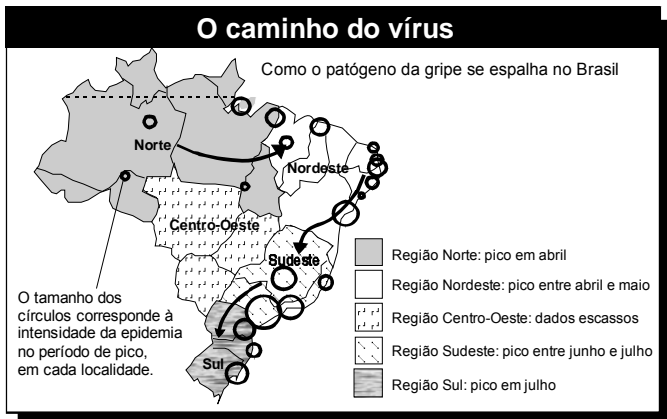 O caminho do vírus
Como o patógeno da gripe se espalha no Brasil
Norte
Nordeste
Centro-Oeste
Sudeste
Sul
O tamanho dos
círculos corresponde à
intensidade da epidemia
no período de pico,
em cada localidade.
Região Norte: pico em abril
Região Nordeste: pico entre abril e maio
Região Centro-Oeste: dados escassos
Região Sudeste: pico entre junho e julho
Região Sul: pico em julho